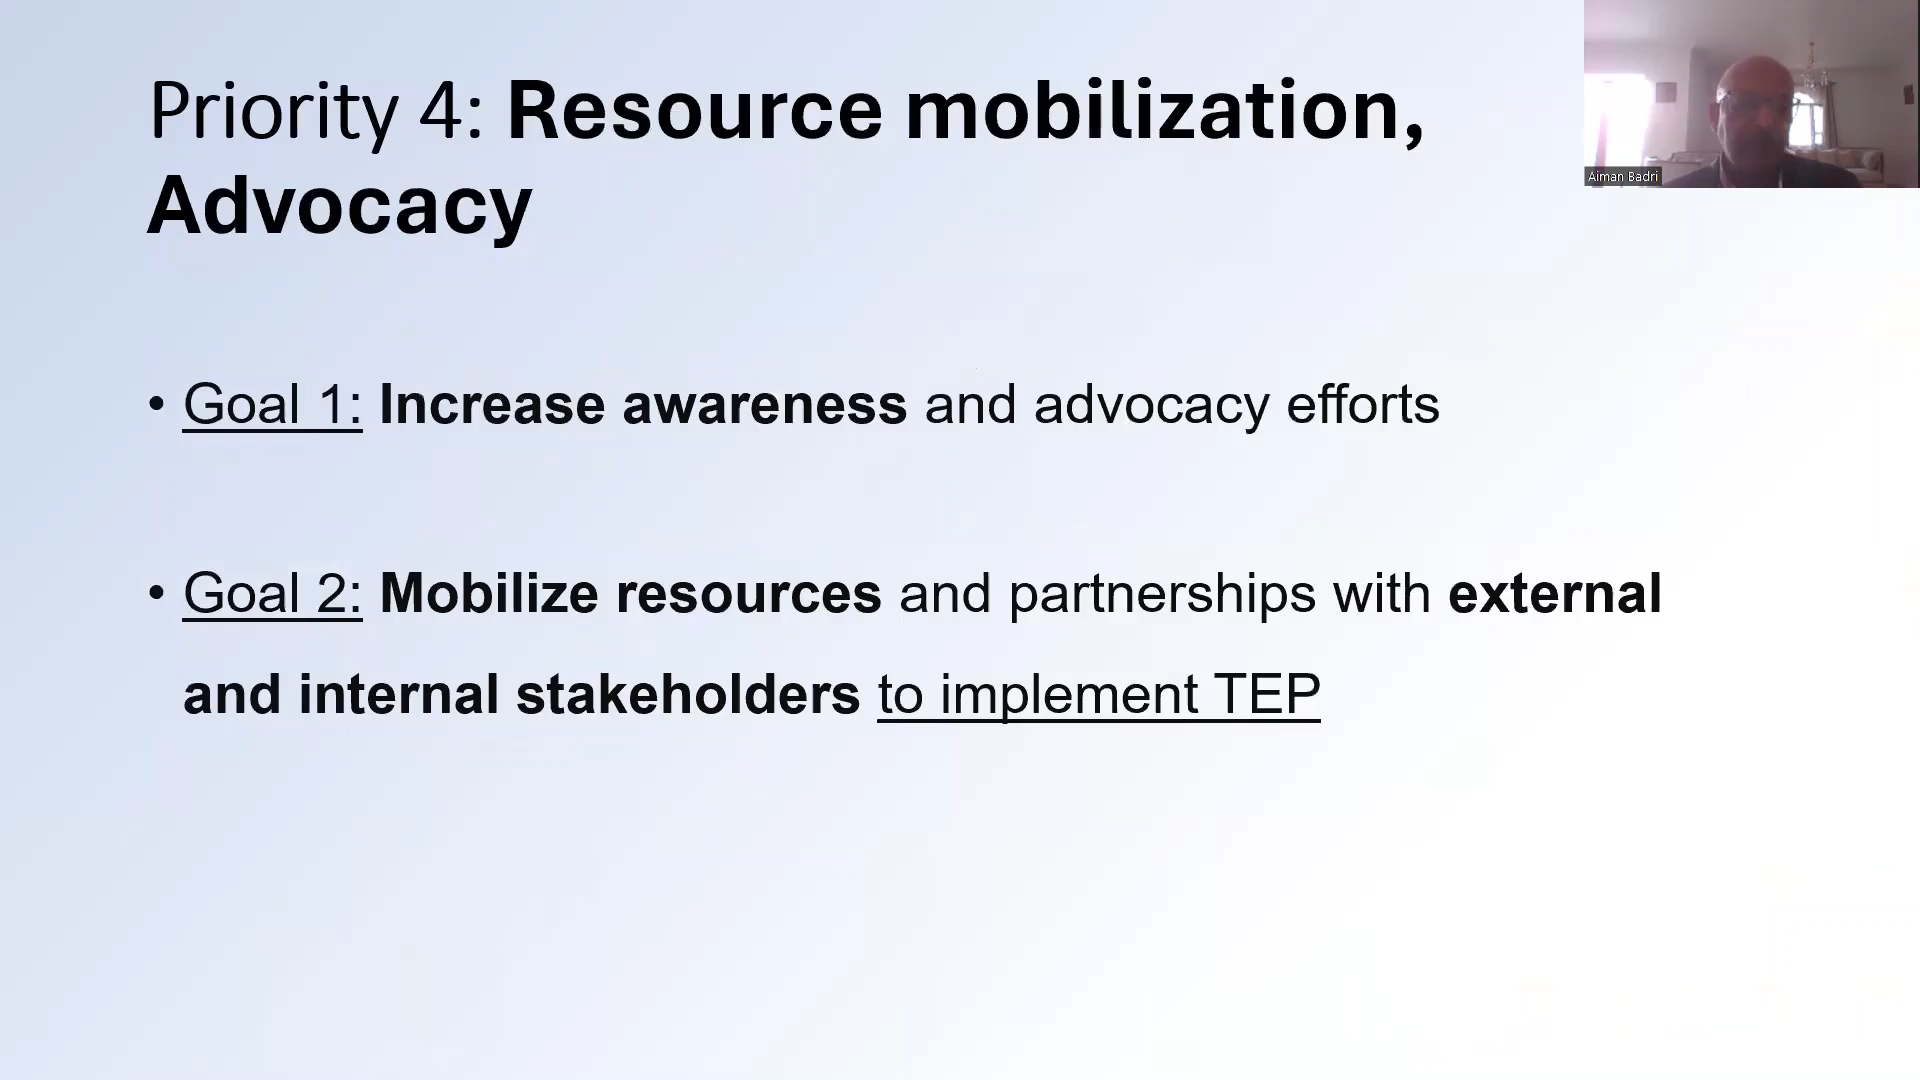 Priority 4: Resource mobilization,
Advocacy
Aiman Badri
• Goal 1: Increase awareness and advocacy efforts
• Goal 2: Mobilize resources and partnerships with external
and internal stakeholders to implement TEP